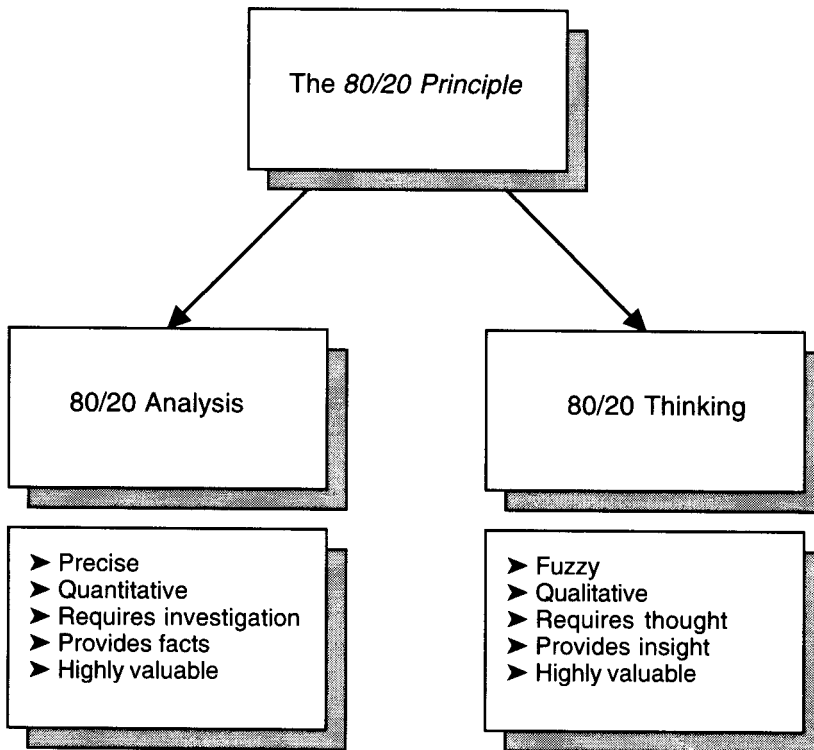 The 80/20 Principle
80/20 Analysis
➤ Precise
➤ Quantitative
➤ Requires investigation
➤ Provides facts
➤ Highly valuable
80/20 Thinking
➤ Fuzzy
➤ Qualitative
➤ Requires thought
➤ Provides insight
➤ Highly valuable